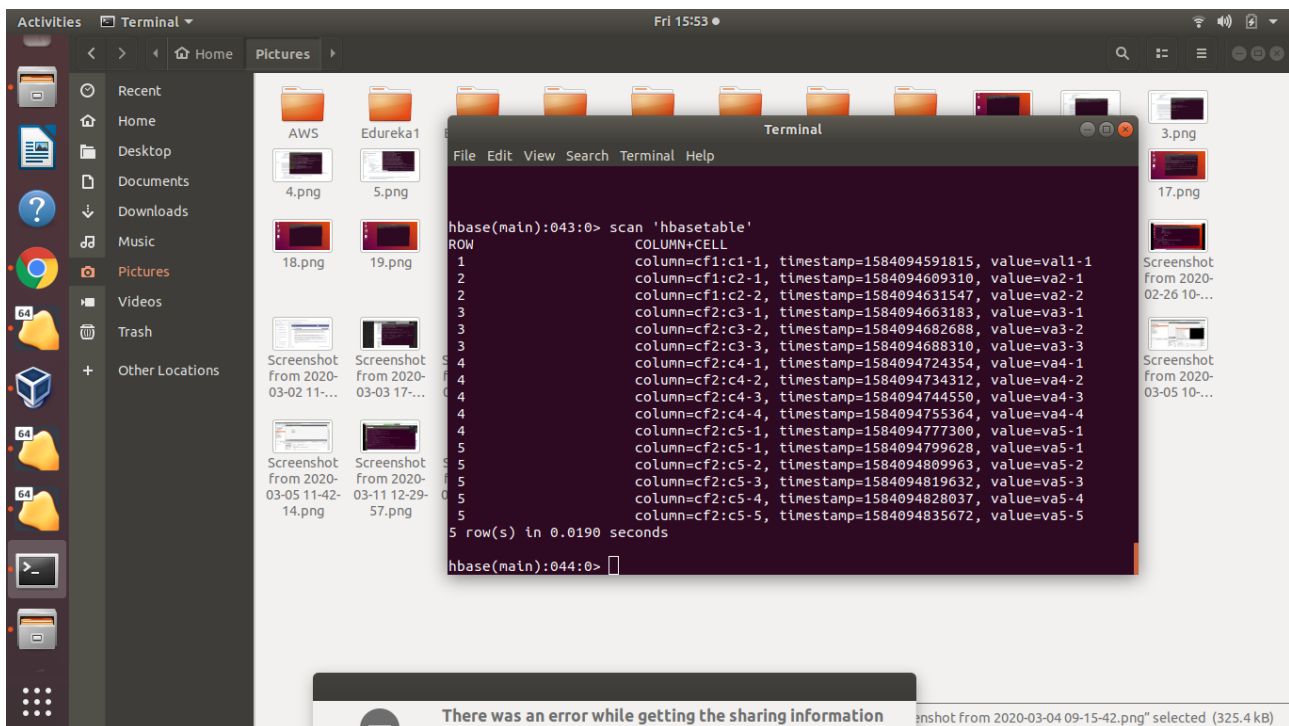 Activities Terminal Fri 15:53
Home Pictures
Recent
Home
Desktop
Documents
Downloads
Music
Pictures
Videos
Trash
+ Other Locations
AWS Edureka1 3.png
4.png 5.png 17.png
18.png 19.png
Screenshot from 2020-02-26 10-...
Screenshot from 2020-03-02 11-...
Screenshot from 2020-03-03 17-...
Screenshot from 2020-03-05 10-...
Screenshot from 2020-03-05 11-42-14.png
Screenshot from 2020-03-11 12-29-57.png
64
64
64
Terminal
File Edit View Search Terminal Help
hbase(main):043:0> scan 'hbasetable'
ROW COLUMN+CELL
1 column=cf1:c1-1, timestamp=1584094591815, value=val1-1
2 column=cf1:c2-1, timestamp=1584094609310, value=va2-1
2 column=cf1:c2-2, timestamp=1584094631547, value=va2-2
3 column=cf2:c3-1, timestamp=1584094663183, value=va3-1
3 column=cf2:c3-2, timestamp=1584094682688, value=va3-2
3 column=cf2:c3-3, timestamp=1584094688310, value=va3-3
4 column=cf2:c4-1, timestamp=1584094724354, value=va4-1
4 column=cf2:c4-2, timestamp=1584094734312, value=va4-2
4 column=cf2:c4-3, timestamp=1584094744550, value=va4-3
4 column=cf2:c4-4, timestamp=1584094755364, value=va4-4
4 column=cf2:c5-1, timestamp=1584094777300, value=va5-1
5 column=cf2:c5-1, timestamp=1584094799628, value=va5-1
5 column=cf2:c5-2, timestamp=1584094809963, value=va5-2
5 column=cf2:c5-3, timestamp=1584094819632, value=va5-3
5 column=cf2:c5-4, timestamp=1584094828037, value=va5-4
5 column=cf2:c5-5, timestamp=1584094835672, value=va5-5
5 row(s) in 0.0190 seconds
hbase(main):044:0>
There was an error while getting the sharing information
from 2020-03-04 09-15-42.png" selected (325.4 kB)